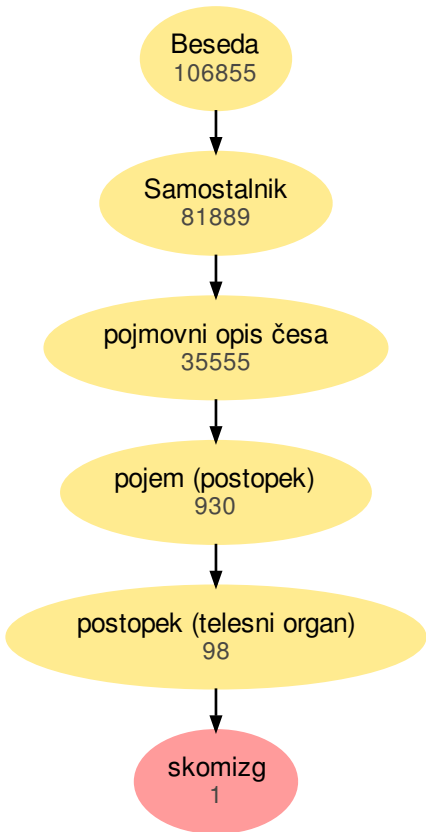 Beseda
106855
Samostalnik
81889
pojmovni opis česa
35555
pojem (postopek)
930
postopek (telesni organ)
98
skomizg
1